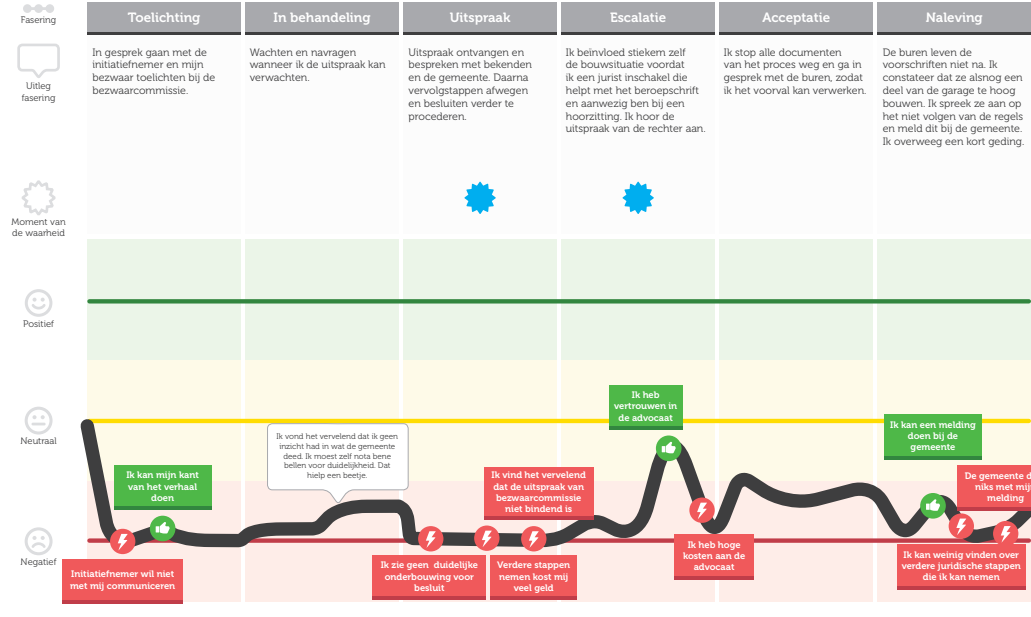 Fasering
Toelichting
In behandeling
Uitspraak
Escalatie
Acceptatie
Naleving
Uitleg
fasering
In gesprek gaan met de
initiatiefnemer en mijn
bezwaar toelichten bij de
bezwaarcommissie.
Wachten en navragen
wanneer ik de uitspraak kan
verwachten.
Uitspraak ontvangen en
bespreken met bekenden
en de gemeente. Daarna
vervolgstappen afwegen
en besluiten verder te
procederen.
Ik beïnvloed stiekem zelf
de bouwsituatie voordat
ik een jurist inschakel die
helpt met het beroepschrift
en aanwezig ben bij een
hoorzitting. Ik hoor de
uitspraak van de rechter aan.
Ik stop alle documenten
van het proces weg en ga in
gesprek met de buren, zodat
ik het voorval kan verwerken.
De buren leven de
voorschriften niet na. Ik
constateer dat ze alsnog een
deel van de garage te hoog
bouwen. Ik spreek ze aan op
het niet volgen van de regels
en meld dit bij de gemeente.
Ik overweeg een kort geding.
Moment van
de waarheid
Positief
Neutraal
Negatief
Initiatiefnemer wil niet
met mij communiceren
Ik kan mijn kant
van het verhaal
doen
Ik vond het vervelend dat ik geen
inzicht had in wat de gemeente
deed. Ik moest zelf nota bene
bellen voor duidelijkheid. Dat
hielp een beetje.
Ik zie geen duidelijke
onderbouwing voor
besluit
Ik vind het vervelend
dat de uitspraak van
bezwaarcommissie
niet bindend is
Verdere stappen
nemen kost mij
veel geld
Ik heb
vertrouwen in
de advocaat
Ik heb hoge
kosten aan de
advocaat
Ik kan een melding
doen bij de
gemeente
De gemeente d
niks met mijn
melding
Ik kan weinig vinden over
verdere juridische stappen
die ik kan nemen